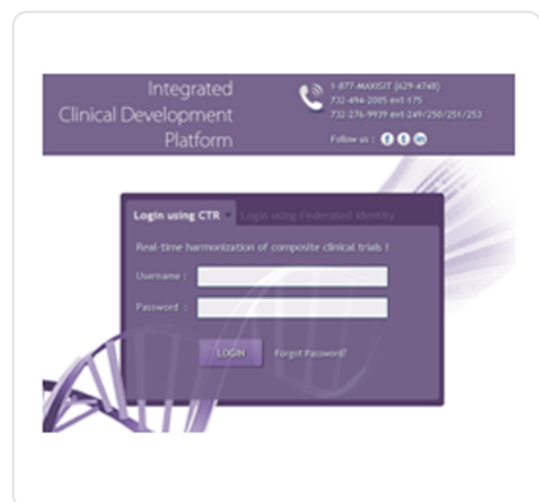 Integrated
Clinical Development
Platform
1-877-MAXISIT (629-4748)
732-494-2005 ext-175
732-276-9939 ext-249/250/251/253
Follow us :
Login using CTR
Login using Federated Identity
Real-time harmonization of composite clinical trials !
Username :
Password :
LOGIN
Forgot Password?